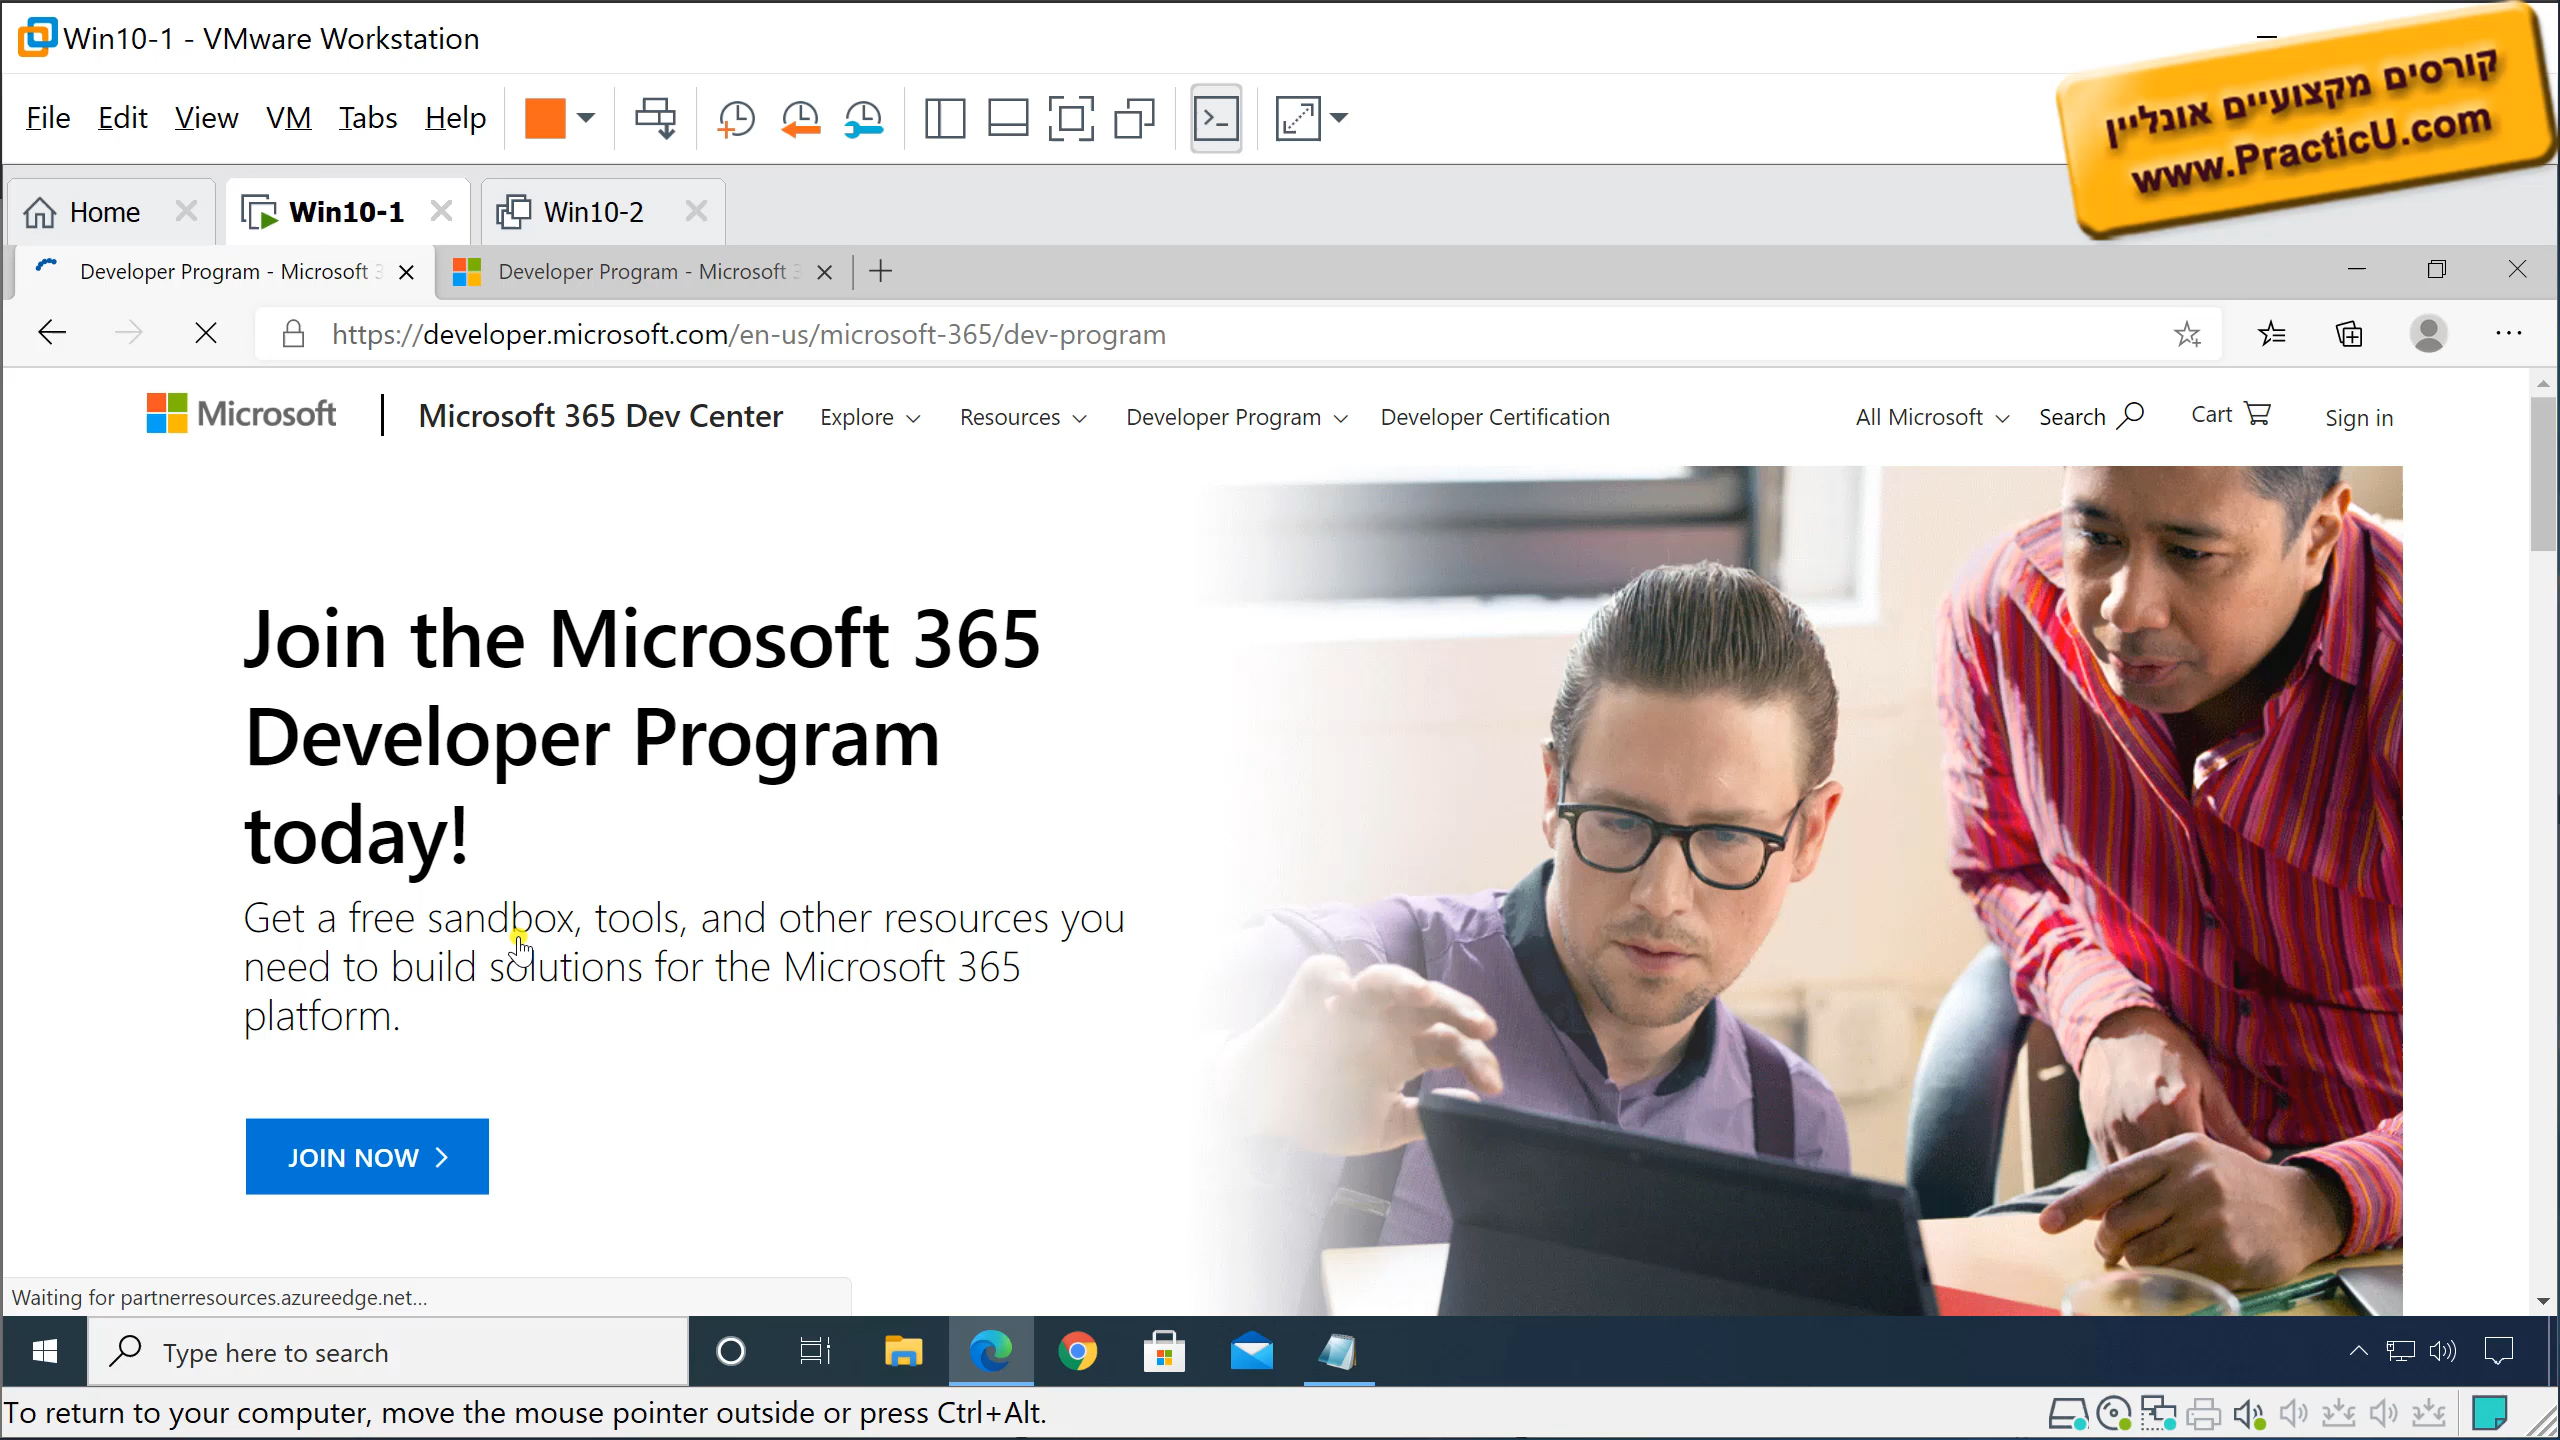 Win10-1 - VMware Workstation
File Edit View VM Tabs Help
קורסים מקצועיים אונליין
www.PracticU.com
Home
Win10-1
Win10-2
Developer Program - Microsoft 3
Developer Program - Microsoft 3
https://developer.microsoft.com/en-us/microsoft-365/dev-program
Microsoft
Microsoft 365 Dev Center
Explore
Resources
Developer Program
Developer Certification
All Microsoft
Search
Cart
Sign in
Join the Microsoft 365
Developer Program
today!
Get a free sandbox, tools, and other resources you
need to build solutions for the Microsoft 365
platform.
JOIN NOW
Waiting for partnerresources.azureedge.net...
Type here to search
To return to your computer, move the mouse pointer outside or press Ctrl+Alt.